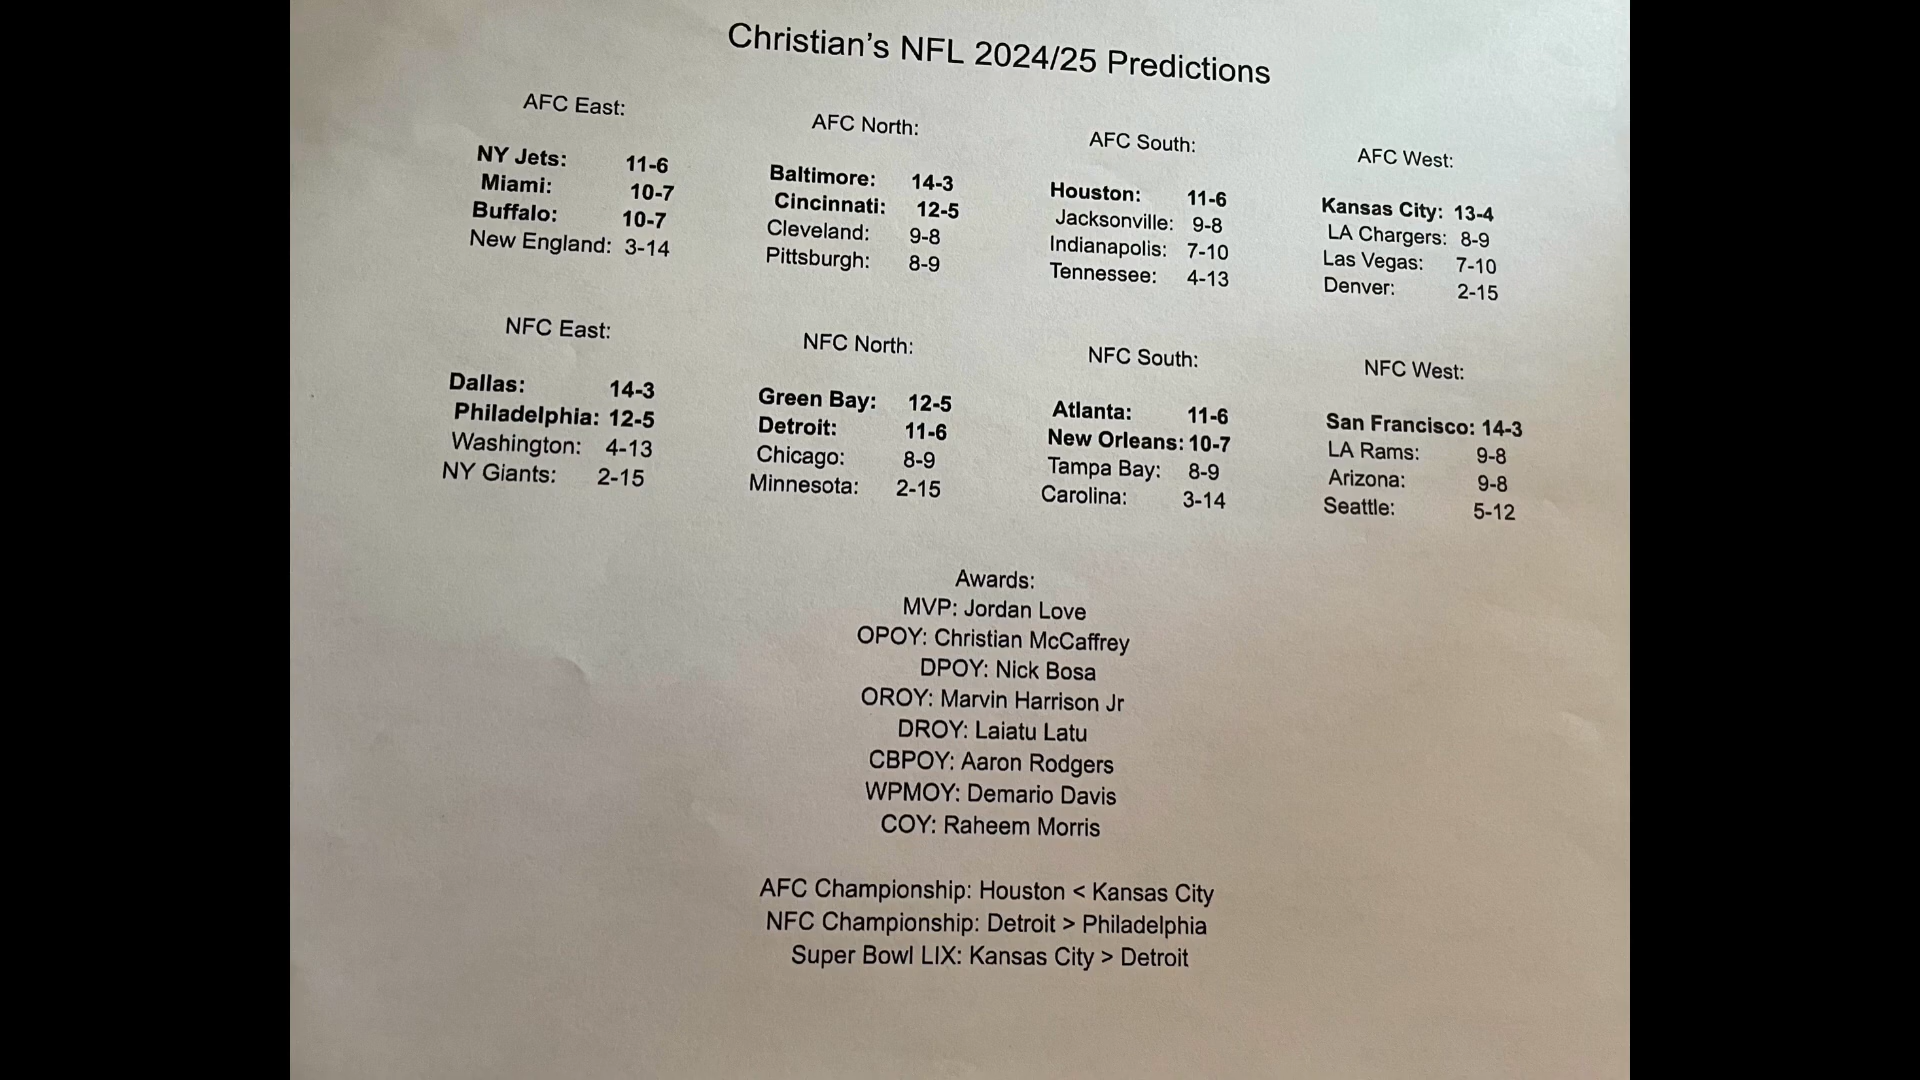 Christian's NFL 2024/25 Predictions
AFC East:
NY Jets: 11-6
Miami: 10-7
Buffalo: 10-7
New England: 3-14
AFC North:
Baltimore: 14-3
Cincinnati: 12-5
Cleveland: 9-8
Pittsburgh: 8-9
AFC South:
Houston: 11-6
Jacksonville: 9-8
Indianapolis: 7-10
Tennessee: 4-13
AFC West:
Kansas City: 13-4
LA Chargers: 8-9
Las Vegas: 7-10
Denver: 2-15
NFC East:
Dallas: 14-3
Philadelphia: 12-5
Washington: 4-13
NY Giants: 2-15
NFC North:
Green Bay: 12-5
Detroit: 11-6
Chicago: 8-9
Minnesota: 2-15
NFC South:
Atlanta: 11-6
New Orleans: 10-7
Tampa Bay: 8-9
Carolina: 3-14
NFC West:
San Francisco: 14-3
LA Rams: 9-8
Arizona: 9-8
Seattle: 5-12
Awards:
MVP: Jordan Love
OPOY: Christian McCaffrey
DPOY: Nick Bosa
OROY: Marvin Harrison Jr
DROY: Laiatu Latu
CBPOY: Aaron Rodgers
WPMOY: Demario Davis
COY: Raheem Morris
AFC Championship: Houston < Kansas City
NFC Championship: Detroit > Philadelphia
Super Bowl LIX: Kansas City > Detroit